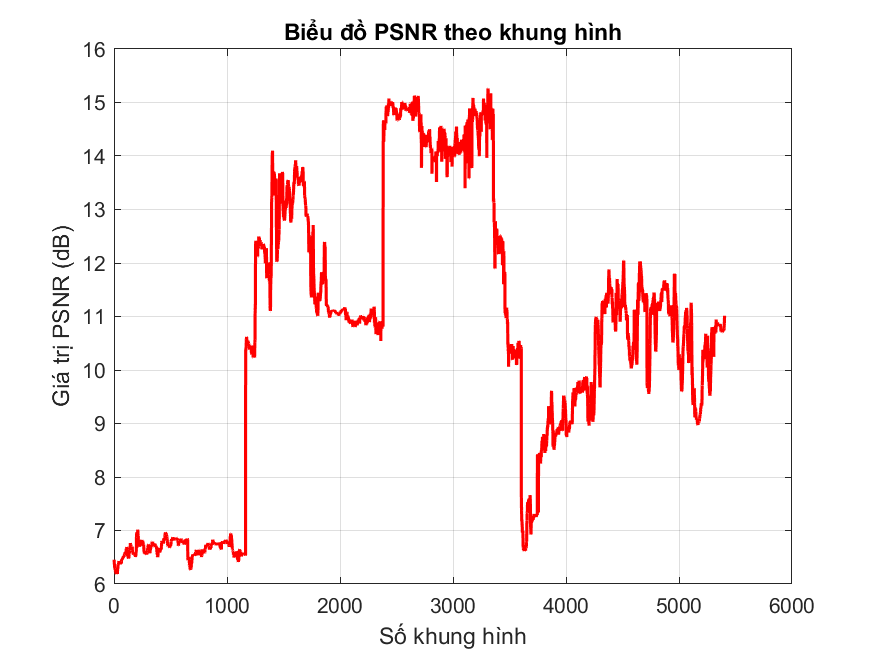 Biểu đồ PSNR theo khung hình
Giá trị PSNR (dB)
16
15
14
13
12
11
10
9
8
7
6
0 1000 2000 3000 4000 5000 6000
Số khung hình